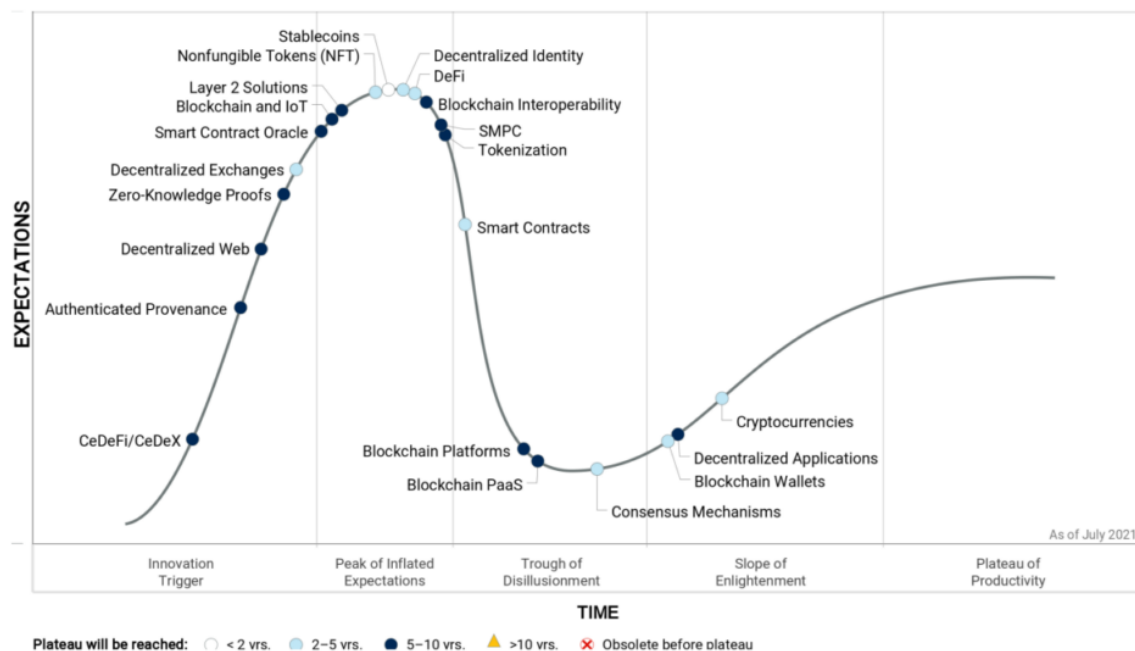 Stablecoins
Nonfungible Tokens (NFT)
Decentralized Identity
DeFi
Layer 2 Solutions
Blockchain and IoT
Blockchain Interoperability
Smart Contract Oracle
SMPC
Tokenization
Decentralized Exchanges
Zero-Knowledge Proofs
Smart Contracts
Decentralized Web
Authenticated Provenance
CeDeFi/CeDeX
Blockchain Platforms
Blockchain PaaS
Consensus Mechanisms
Cryptocurrencies
Decentralized Applications
Blockchain Wallets
EXPECTATIONS
As of July 2021
Innovation
Trigger
Peak of Inflated
Expectations
Trough of
Disillusionment
Slope of
Enlightenment
Plateau of
Productivity
TIME
Plateau will be reached: < 2 yrs. 2–5 yrs. 5–10 yrs. >10 yrs. Obsolete before plateau